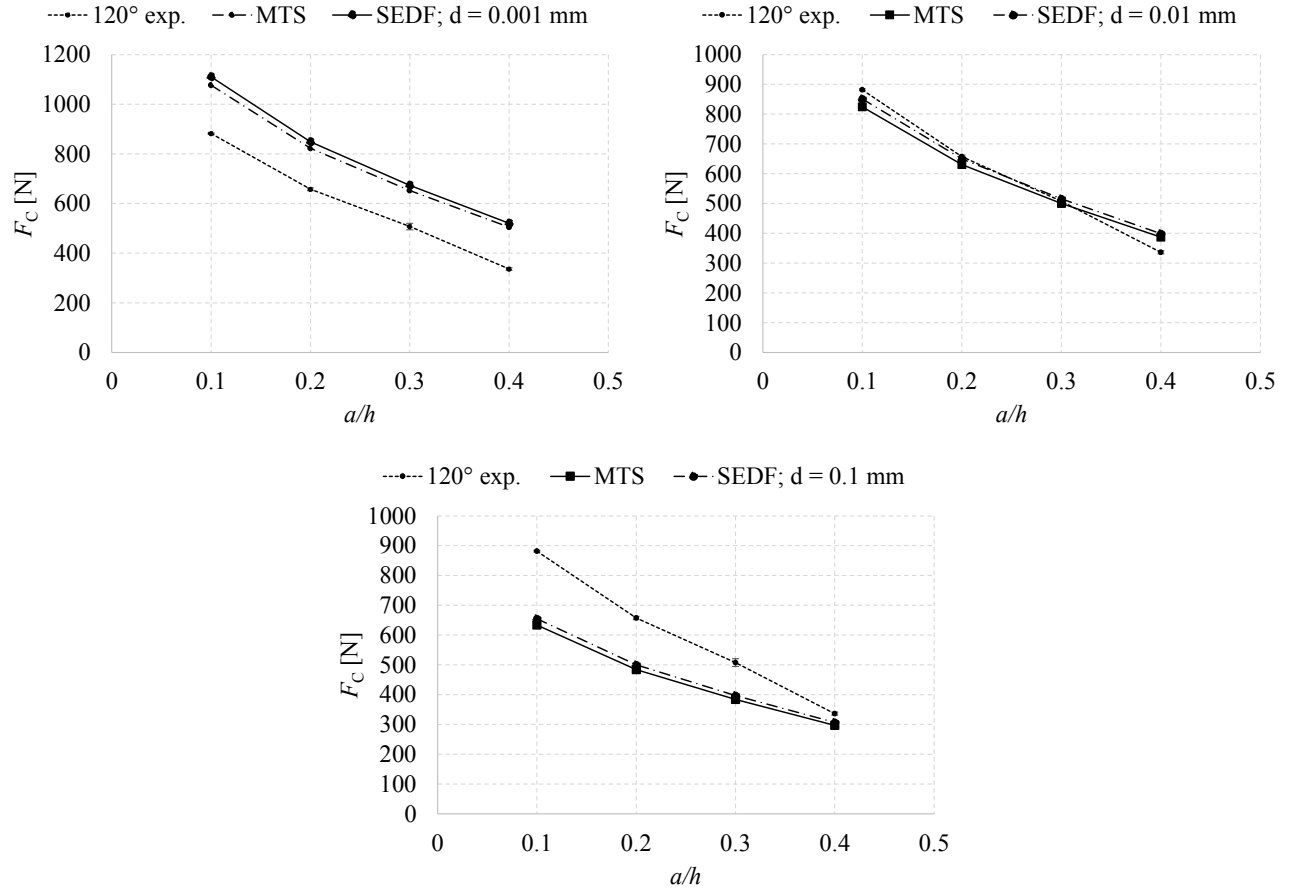 120° exp. MTS SEDF; d = 0.001 mm
1200
1000
800
600
400
200
0
F_C [N]
0 0.1 0.2 0.3 0.4 0.5
a/h
120° exp. MTS SEDF; d = 0.01 mm
1000
900
800
700
600
500
400
300
200
100
0
F_C [N]
0 0.1 0.2 0.3 0.4 0.5
a/h
120° exp. MTS SEDF; d = 0.1 mm
1000
900
800
700
600
500
400
300
200
100
0
F_C [N]
0 0.1 0.2 0.3 0.4 0.5
a/h